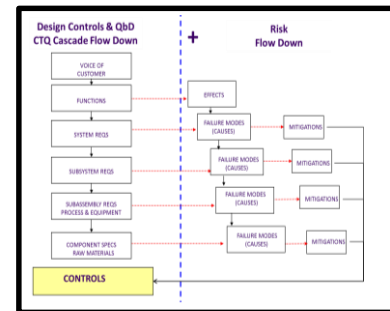 Design Controls & QbD
CTQ Cascade Flow Down
+
Risk
Flow Down
VOICE OF
CUSTOMER
FUNCTIONS
EFFECTS
SYSTEM REQS
FAILURE MODES
(CAUSES)
MITIGATIONS
SUBSYSTEM REQS
FAILURE MODES
(CAUSES)
MITIGATIONS
SUBASSEMBLY REQS
PROCESS & EQUIPMENT
FAILURE MODES
(CAUSES)
MITIGATIONS
COMPONENT SPECS
RAW MATERIALS
FAILURE MODES
(CAUSES)
MITIGATIONS
CONTROLS